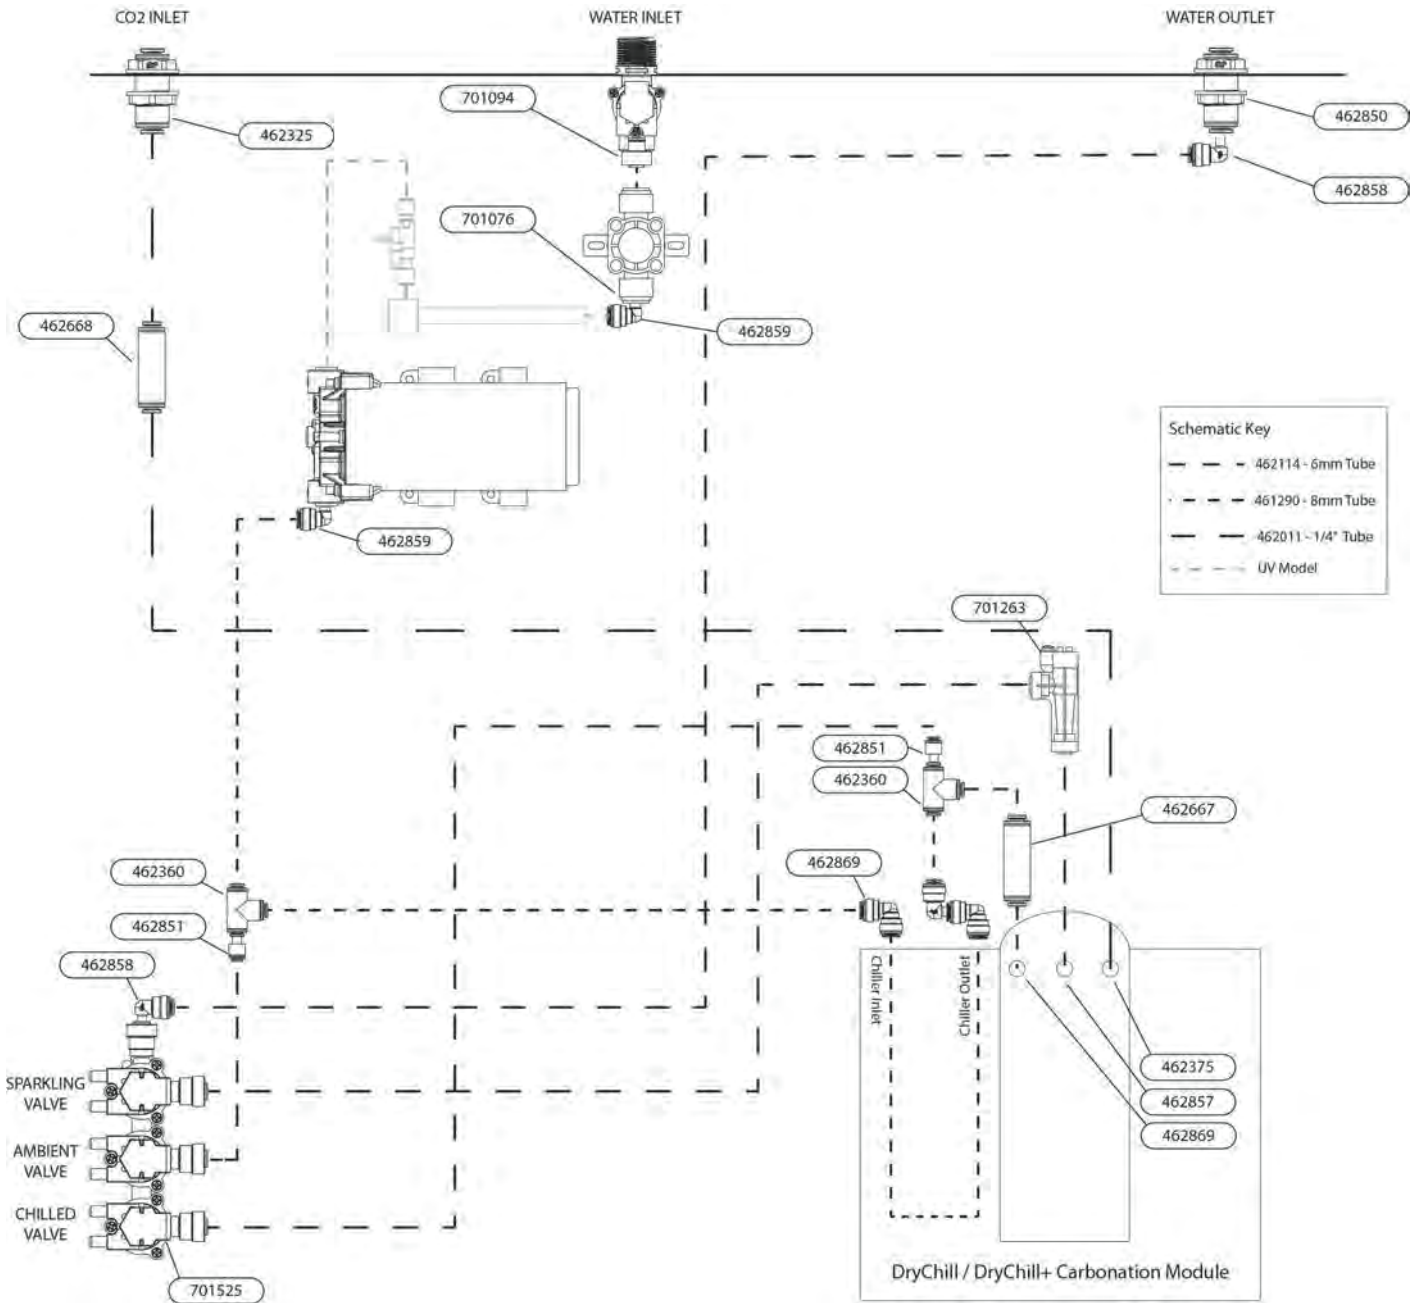 CO2 INLET
WATER INLET
WATER OUTLET
701094
462850
462325
462858
701076
462668
462859
Schematic Key
462114 - 6mm Tube
461290 - 8mm Tube
462011 - 1/4" Tube
UV Model
462859
701263
462851
462360
462667
462869
462360
462851
462858
Chiller Inlet
Chiller Outlet
SPARKLING
VALVE
462375
462857
462869
AMBIENT
VALVE
CHILLED
VALVE
701525
DryChill / DryChill+ Carbonation Module